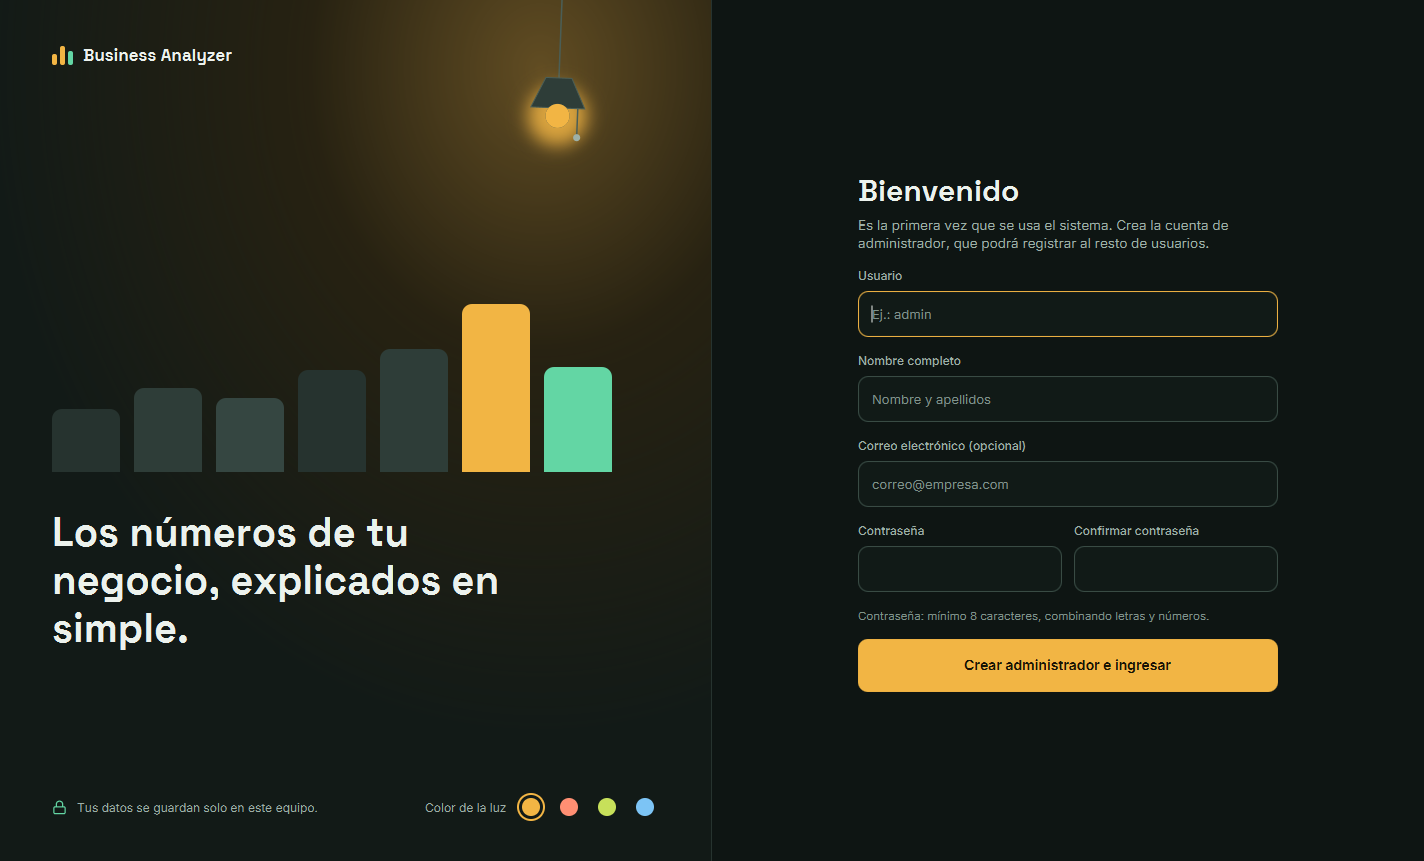 Business Analyzer
Los números de tu
negocio, explicados en
simple.
Tus datos se guardan solo en este equipo.
Color de la luz
Bienvenido
Es la primera vez que se usa el sistema. Crea la cuenta de
administrador, que podrá registrar al resto de usuarios.
Usuario
Ej.: admin
Nombre completo
Nombre y apellidos
Correo electrónico (opcional)
correo@empresa.com
Contraseña
Confirmar contraseña
Contraseña: mínimo 8 caracteres, combinando letras y números.
Crear administrador e ingresar